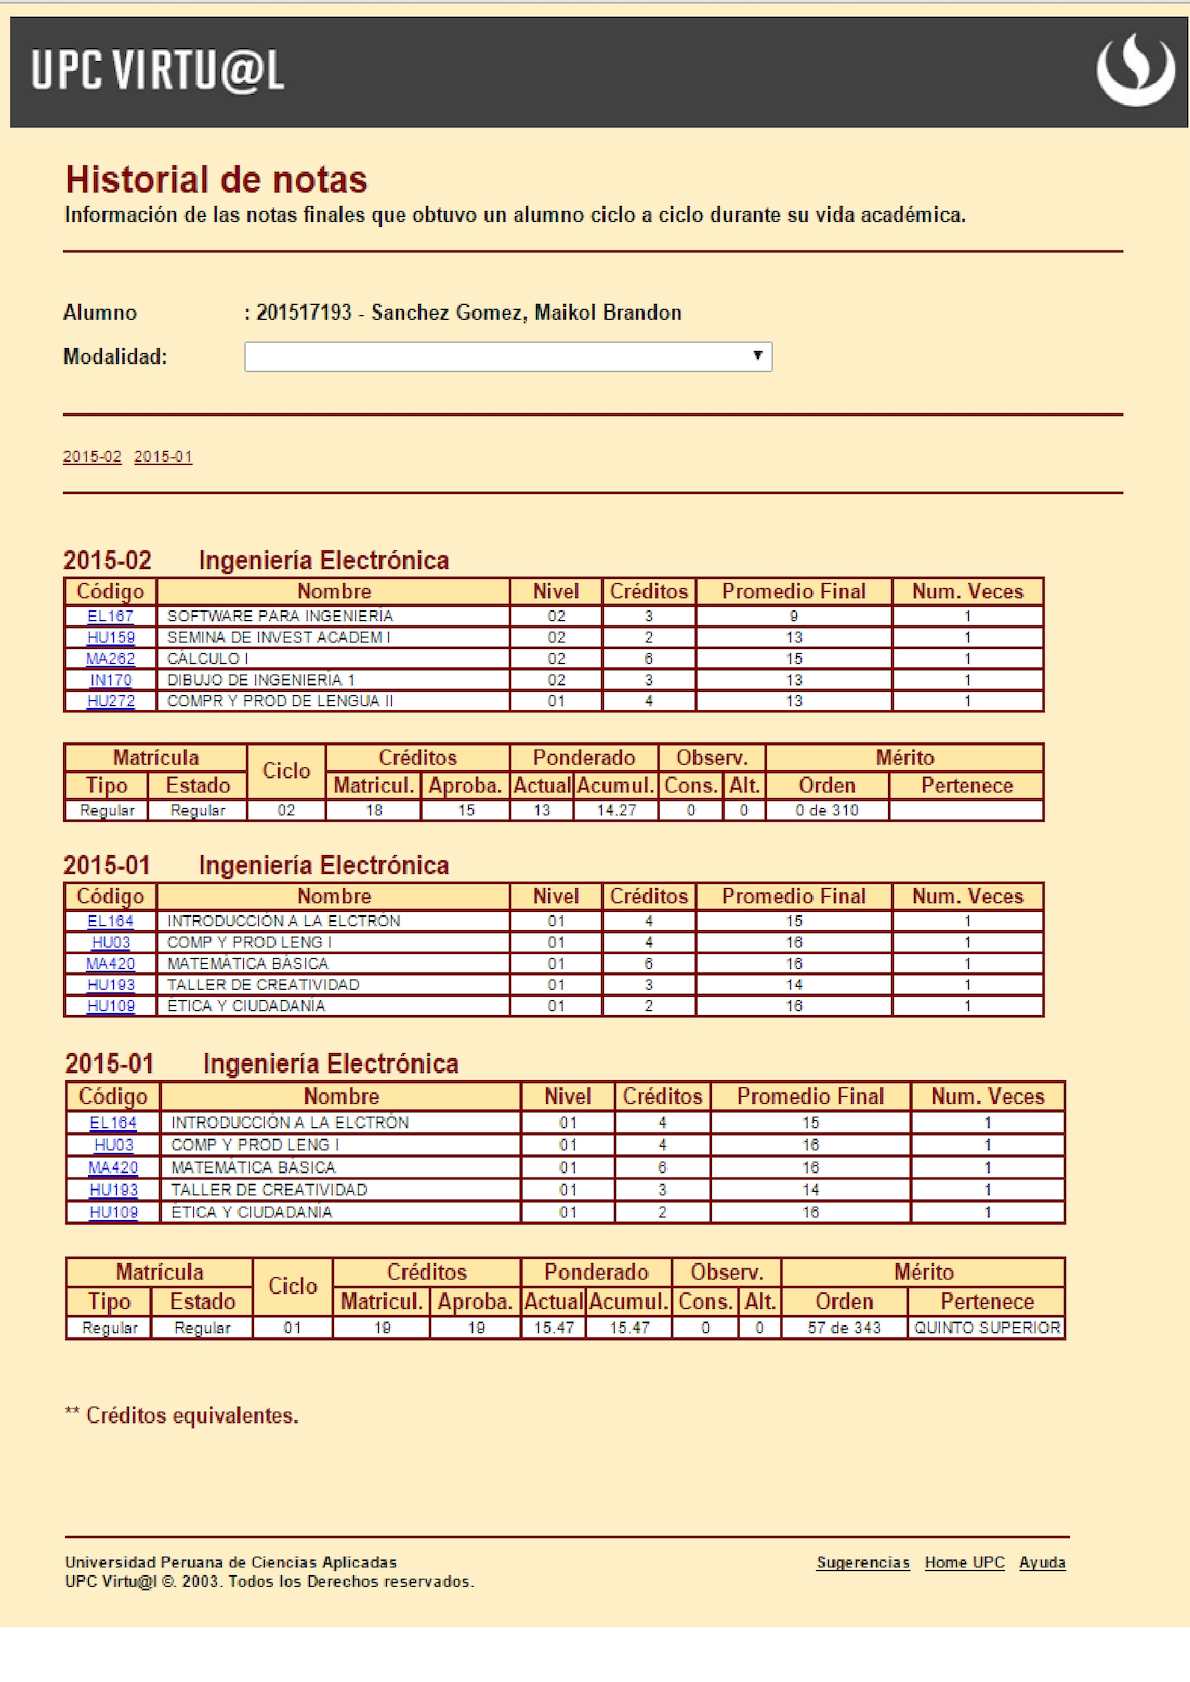 UPC VIRTU@L
Historial de notas
Información de las notas finales que obtuvo un alumno ciclo a ciclo durante su vida académica.
Alumno : 201517193 - Sanchez Gomez, Maikol Brandon
Modalidad:
2015-02 2015-01
2015-02 Ingeniería Electrónica
Código Nombre Nivel Créditos Promedio Final Num. Veces
EL167 SOFTWARE PARA INGENIERÍA 02 3 9 1
HU159 SEMINA DE INVEST ACADEM I 02 2 13 1
MA262 CÁLCULO I 02 6 15 1
IN170 DIBUJO DE INGENIERÍA 1 02 3 13 1
HU272 COMPR Y PROD DE LENGUA II 01 4 13 1
Matrícula Ciclo Créditos Ponderado Observ. Mérito
Tipo Estado Matricul. Aproba. Actual Acumul. Cons. Alt. Orden Pertenece
Regular Regular 02 18 15 13 14.27 0 0 0 de 310
2015-01 Ingeniería Electrónica
Código Nombre Nivel Créditos Promedio Final Num. Veces
EL164 INTRODUCCIÓN A LA ELCTRÓN 01 4 15 1
HU03 COMP Y PROD LENG I 01 4 16 1
MA420 MATEMÁTICA BÁSICA 01 6 16 1
HU193 TALLER DE CREATIVIDAD 01 3 14 1
HU109 ÉTICA Y CIUDADANÍA 01 2 16 1
2015-01 Ingeniería Electrónica
Código Nombre Nivel Créditos Promedio Final Num. Veces
EL164 INTRODUCCIÓN A LA ELCTRÓN 01 4 15 1
HU03 COMP Y PROD LENG I 01 4 16 1
MA420 MATEMÁTICA BÁSICA 01 6 16 1
HU193 TALLER DE CREATIVIDAD 01 3 14 1
HU109 ÉTICA Y CIUDADANÍA 01 2 16 1
Matrícula Ciclo Créditos Ponderado Observ. Mérito
Tipo Estado Matricul. Aproba. Actual Acumul. Cons. Alt. Orden Pertenece
Regular Regular 01 19 19 15.47 15.47 0 0 57 de 343 QUINTO SUPERIOR
** Créditos equivalentes.
Universidad Peruana de Ciencias Aplicadas Sugerencias Home UPC Ayuda
UPC Virtu@l ©. 2003. Todos los Derechos reservados.